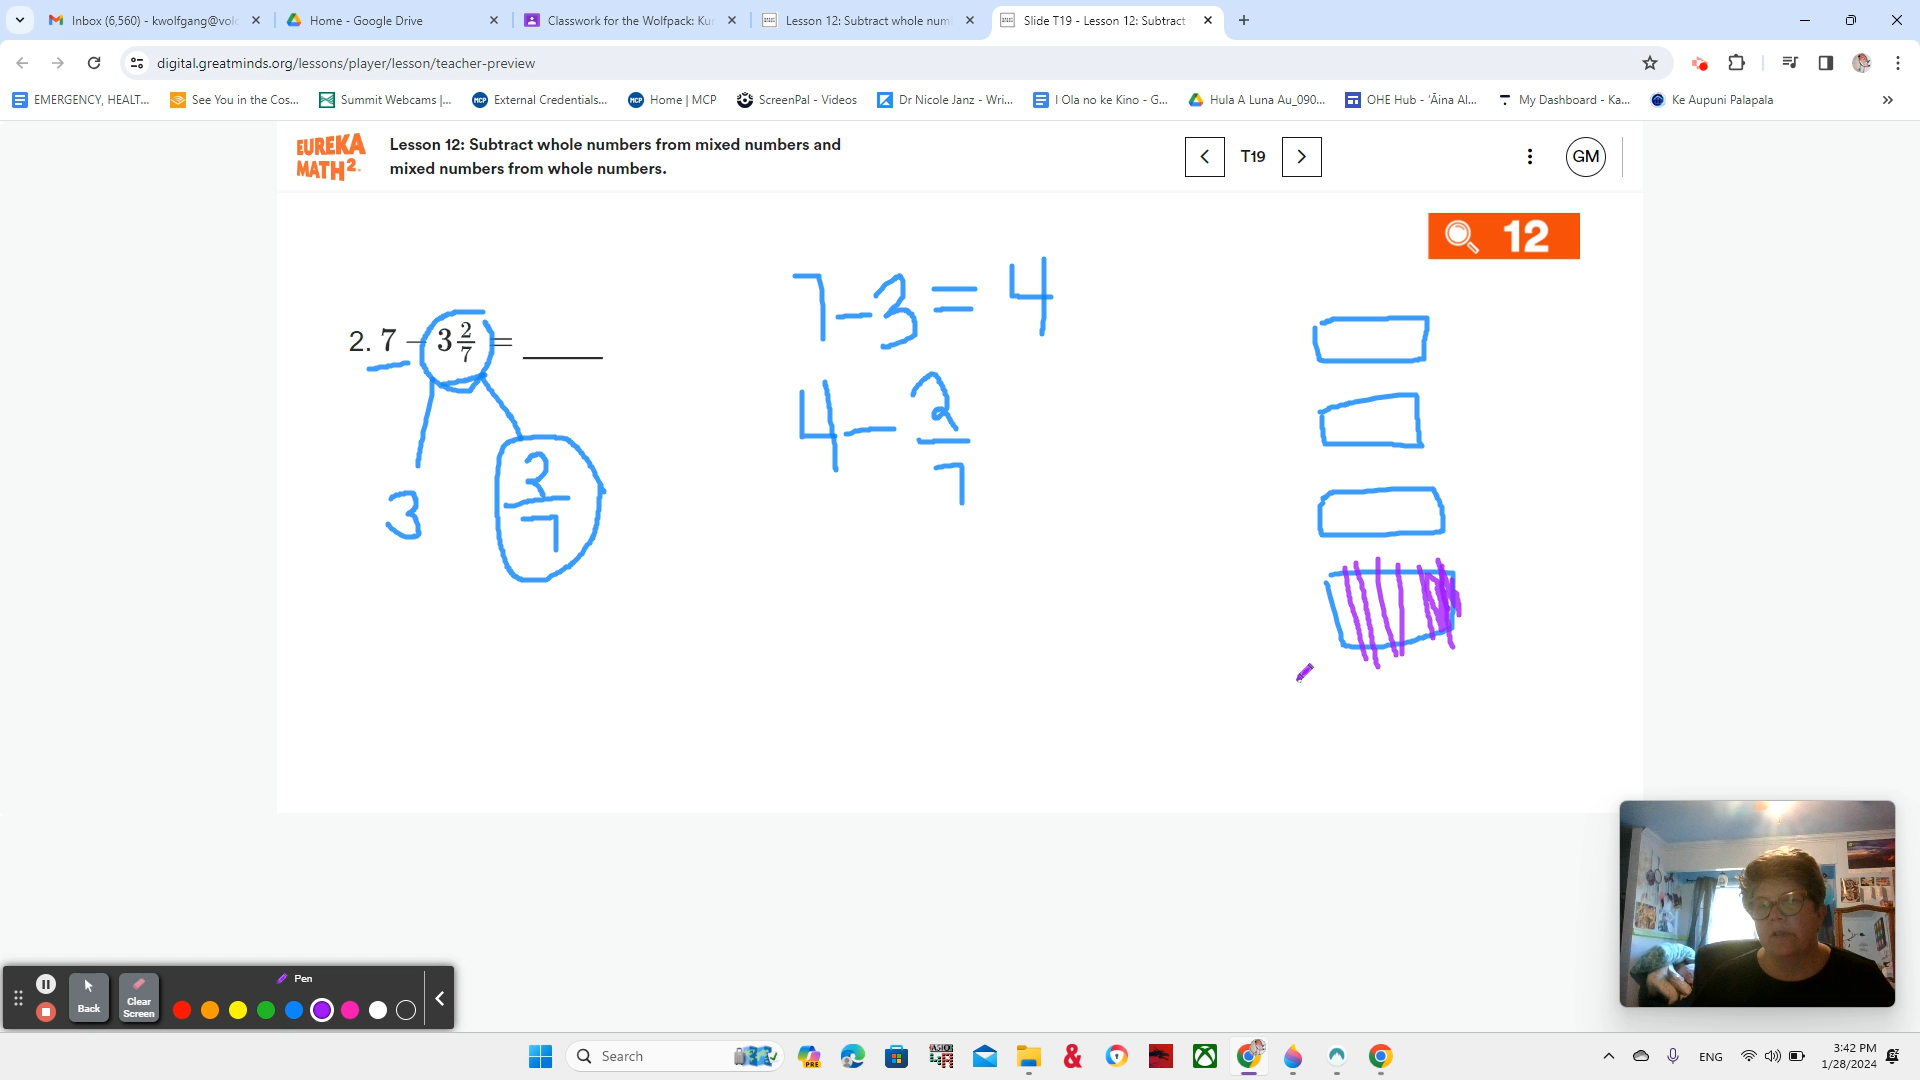 Inbox (6,560) - kwolfgang@volc
Home - Google Drive
Classwork for the Wolfpack: Ku
Lesson 12: Subtract whole num
Slide T19 - Lesson 12: Subtract
digital.greatminds.org/lessons/player/lesson/teacher-preview
EMERGENCY, HEALT...
See You in the Cos...
Summit Webcams |...
External Credentials...
Home | MCP
ScreenPal - Videos
Dr Nicole Janz - Wri...
I Ola no ke Kino - G...
Hula A Luna Au_090...
OHE Hub - ʻĀina Al...
My Dashboard - Ka...
Ke Aupuni Palapala
EUREKA
MATH².
Lesson 12: Subtract whole numbers from mixed numbers and
mixed numbers from whole numbers.
T19
GM
12
2. 7 − 3 2/7 = ______
3
2/7
7 − 3 = 4
4 − 2/7
Pen
Back
Clear
Screen
Search
PRE
ENG
3:42 PM
1/28/2024